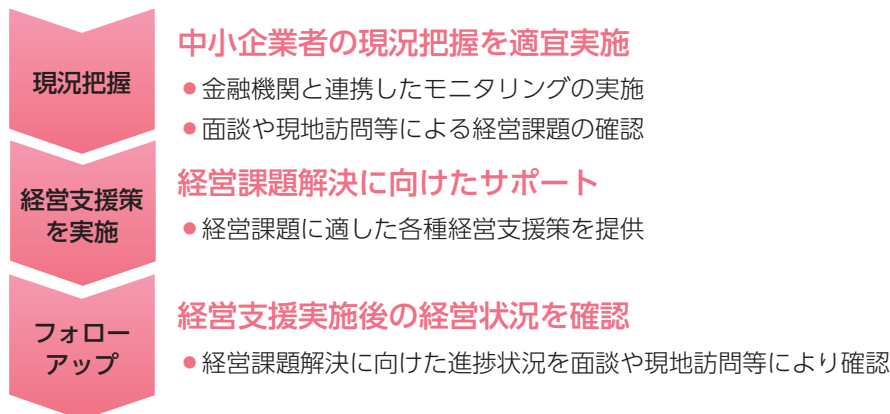 現況把握
中小企業者の現況把握を適宜実施
●金融機関と連携したモニタリングの実施
●面談や現地訪問等による経営課題の確認
経営支援策
を実施
経営課題解決に向けたサポート
●経営課題に適した各種経営支援策を提供
フォロー
アップ
経営支援実施後の経営状況を確認
●経営課題解決に向けた進捗状況を面談や現地訪問等により確認